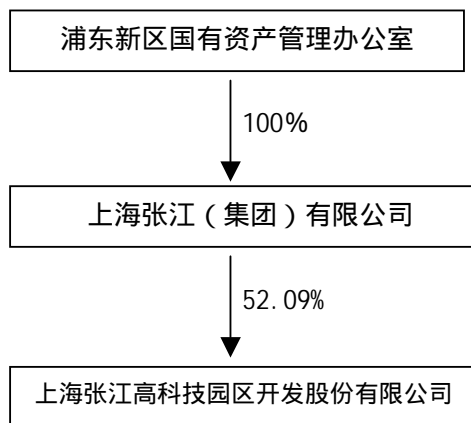 浦东新区国有资产管理办公室
100%
上海张江（集团）有限公司
52.09%
上海张江高科技园区开发股份有限公司